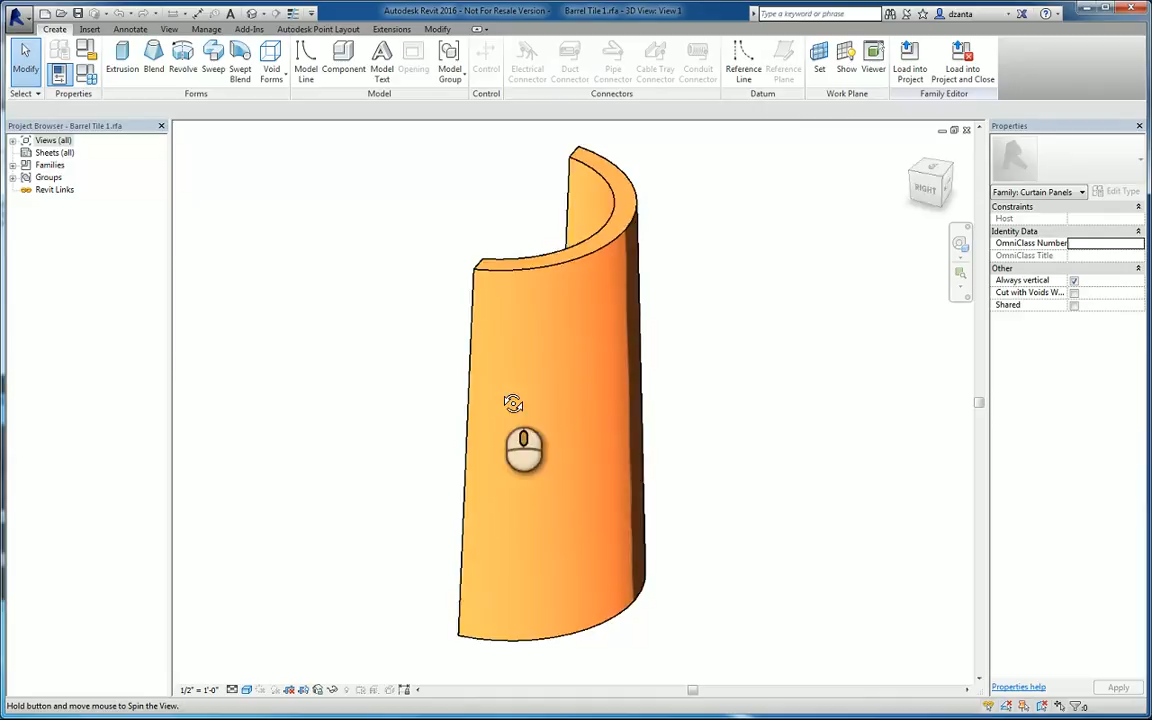 Autodesk Revit 2016 - Not For Resale Version - Barrel Tile 1.rfa - 3D View: View 1
Type a keyword or phrase
dzanta
Create Insert Annotate View Manage Add-Ins Autodesk Point Layout Extensions Modify
Modify Extrusion Blend Revolve Sweep Swept Blend Void Forms Model Line Component Model Text Opening Model Group Control Electrical Connector Duct Connector Pipe Connector Cable Tray Connector Conduit Connector Reference Line Reference Plane Set Show Viewer Load into Project Load into Project and Close
Select Properties Forms Model Control Connectors Datum Work Plane Family Editor
Project Browser - Barrel Tile 1.rfa
Views (all)
Sheets (all)
Families
Groups
Revit Links
RIGHT
Properties
Family: Curtain Panels Edit Type
Constraints
Host
Identity Data
OmniClass Number
OmniClass Title
Other
Always vertical
Cut with Voids W...
Shared
Properties help Apply
1/2" = 1'-0"
Hold button and move mouse to Spin the View.
:0